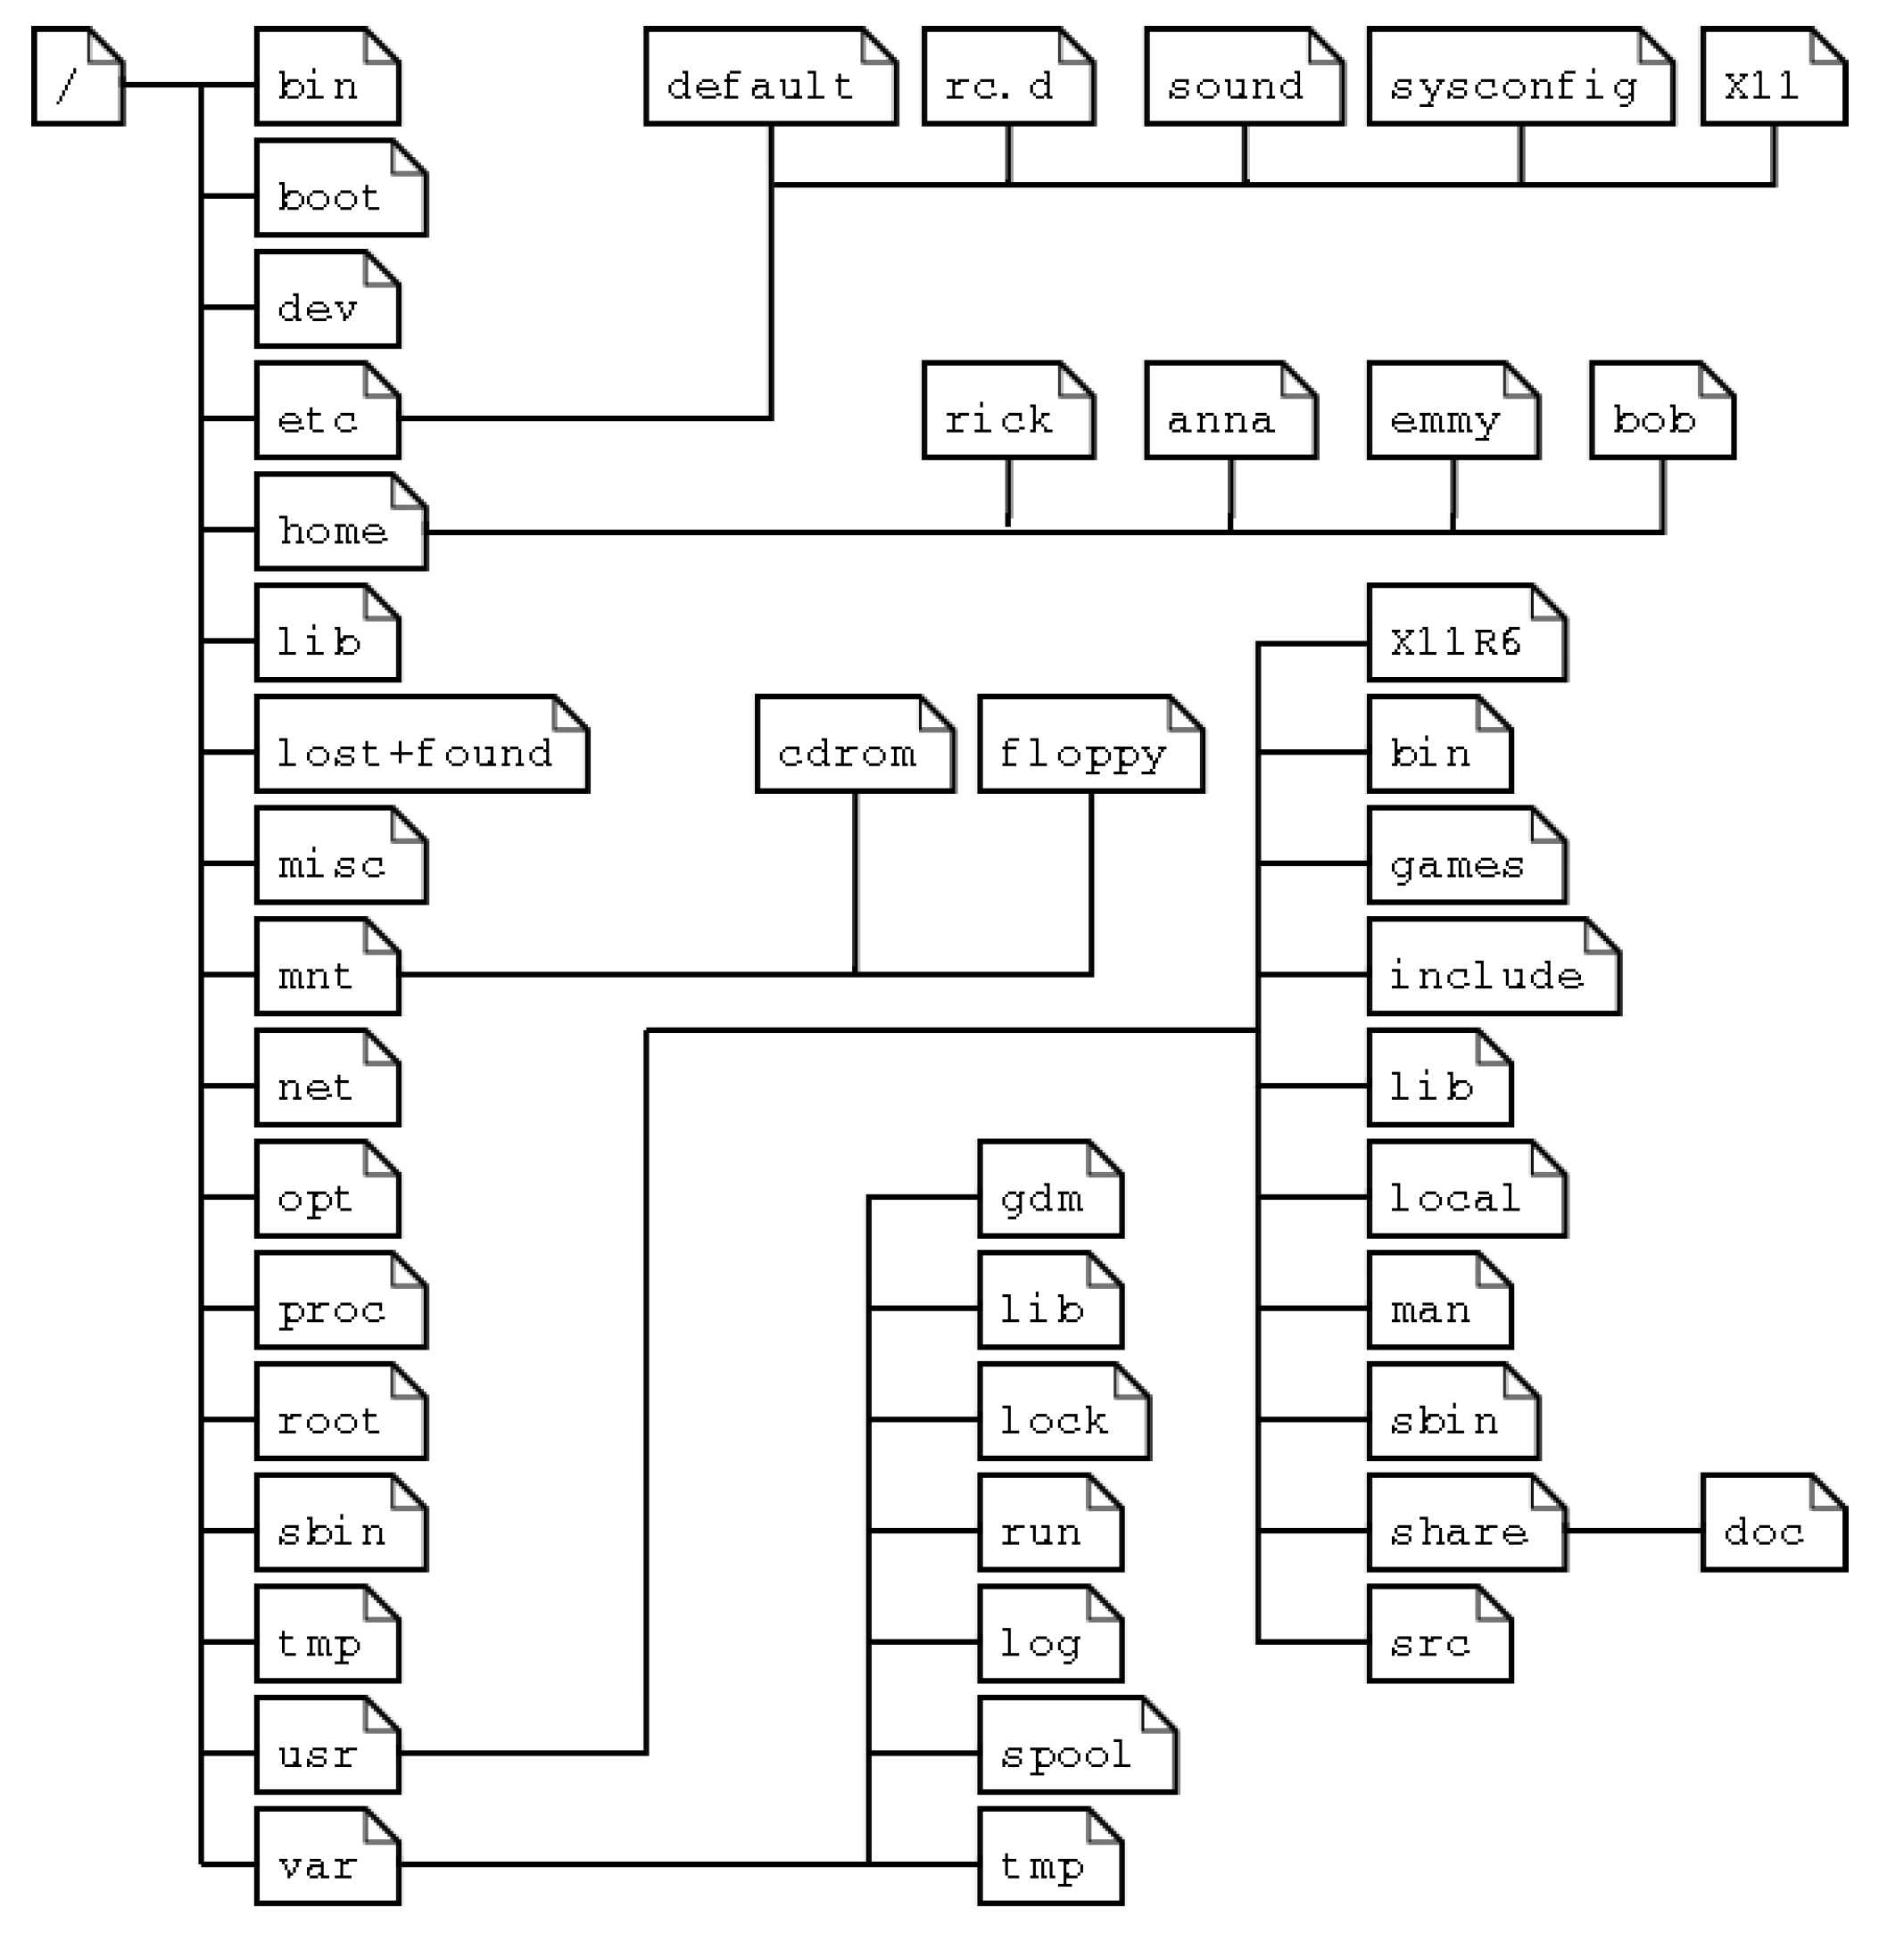 / bin default rc.d sound sysconfig X11
boot
dev
etc rick anna emmy bob
home
lib X11R6
lost+found cdrom floppy bin
misc games
mnt include
net lib
opt gdm local
proc lib man
root lock sbin
sbin run share doc
tmp log src
usr spool
var tmp